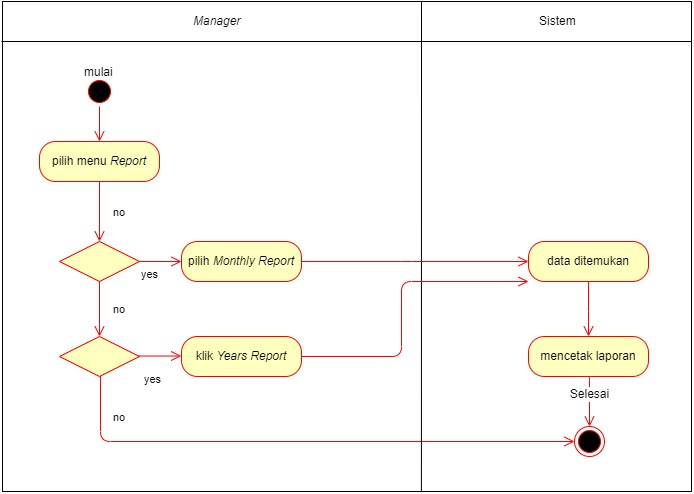 Manager
Sistem
mulai
pilih menu Report
no
yes
pilih Monthly Report
data ditemukan
no
yes
klik Years Report
mencetak laporan
Selesai
no